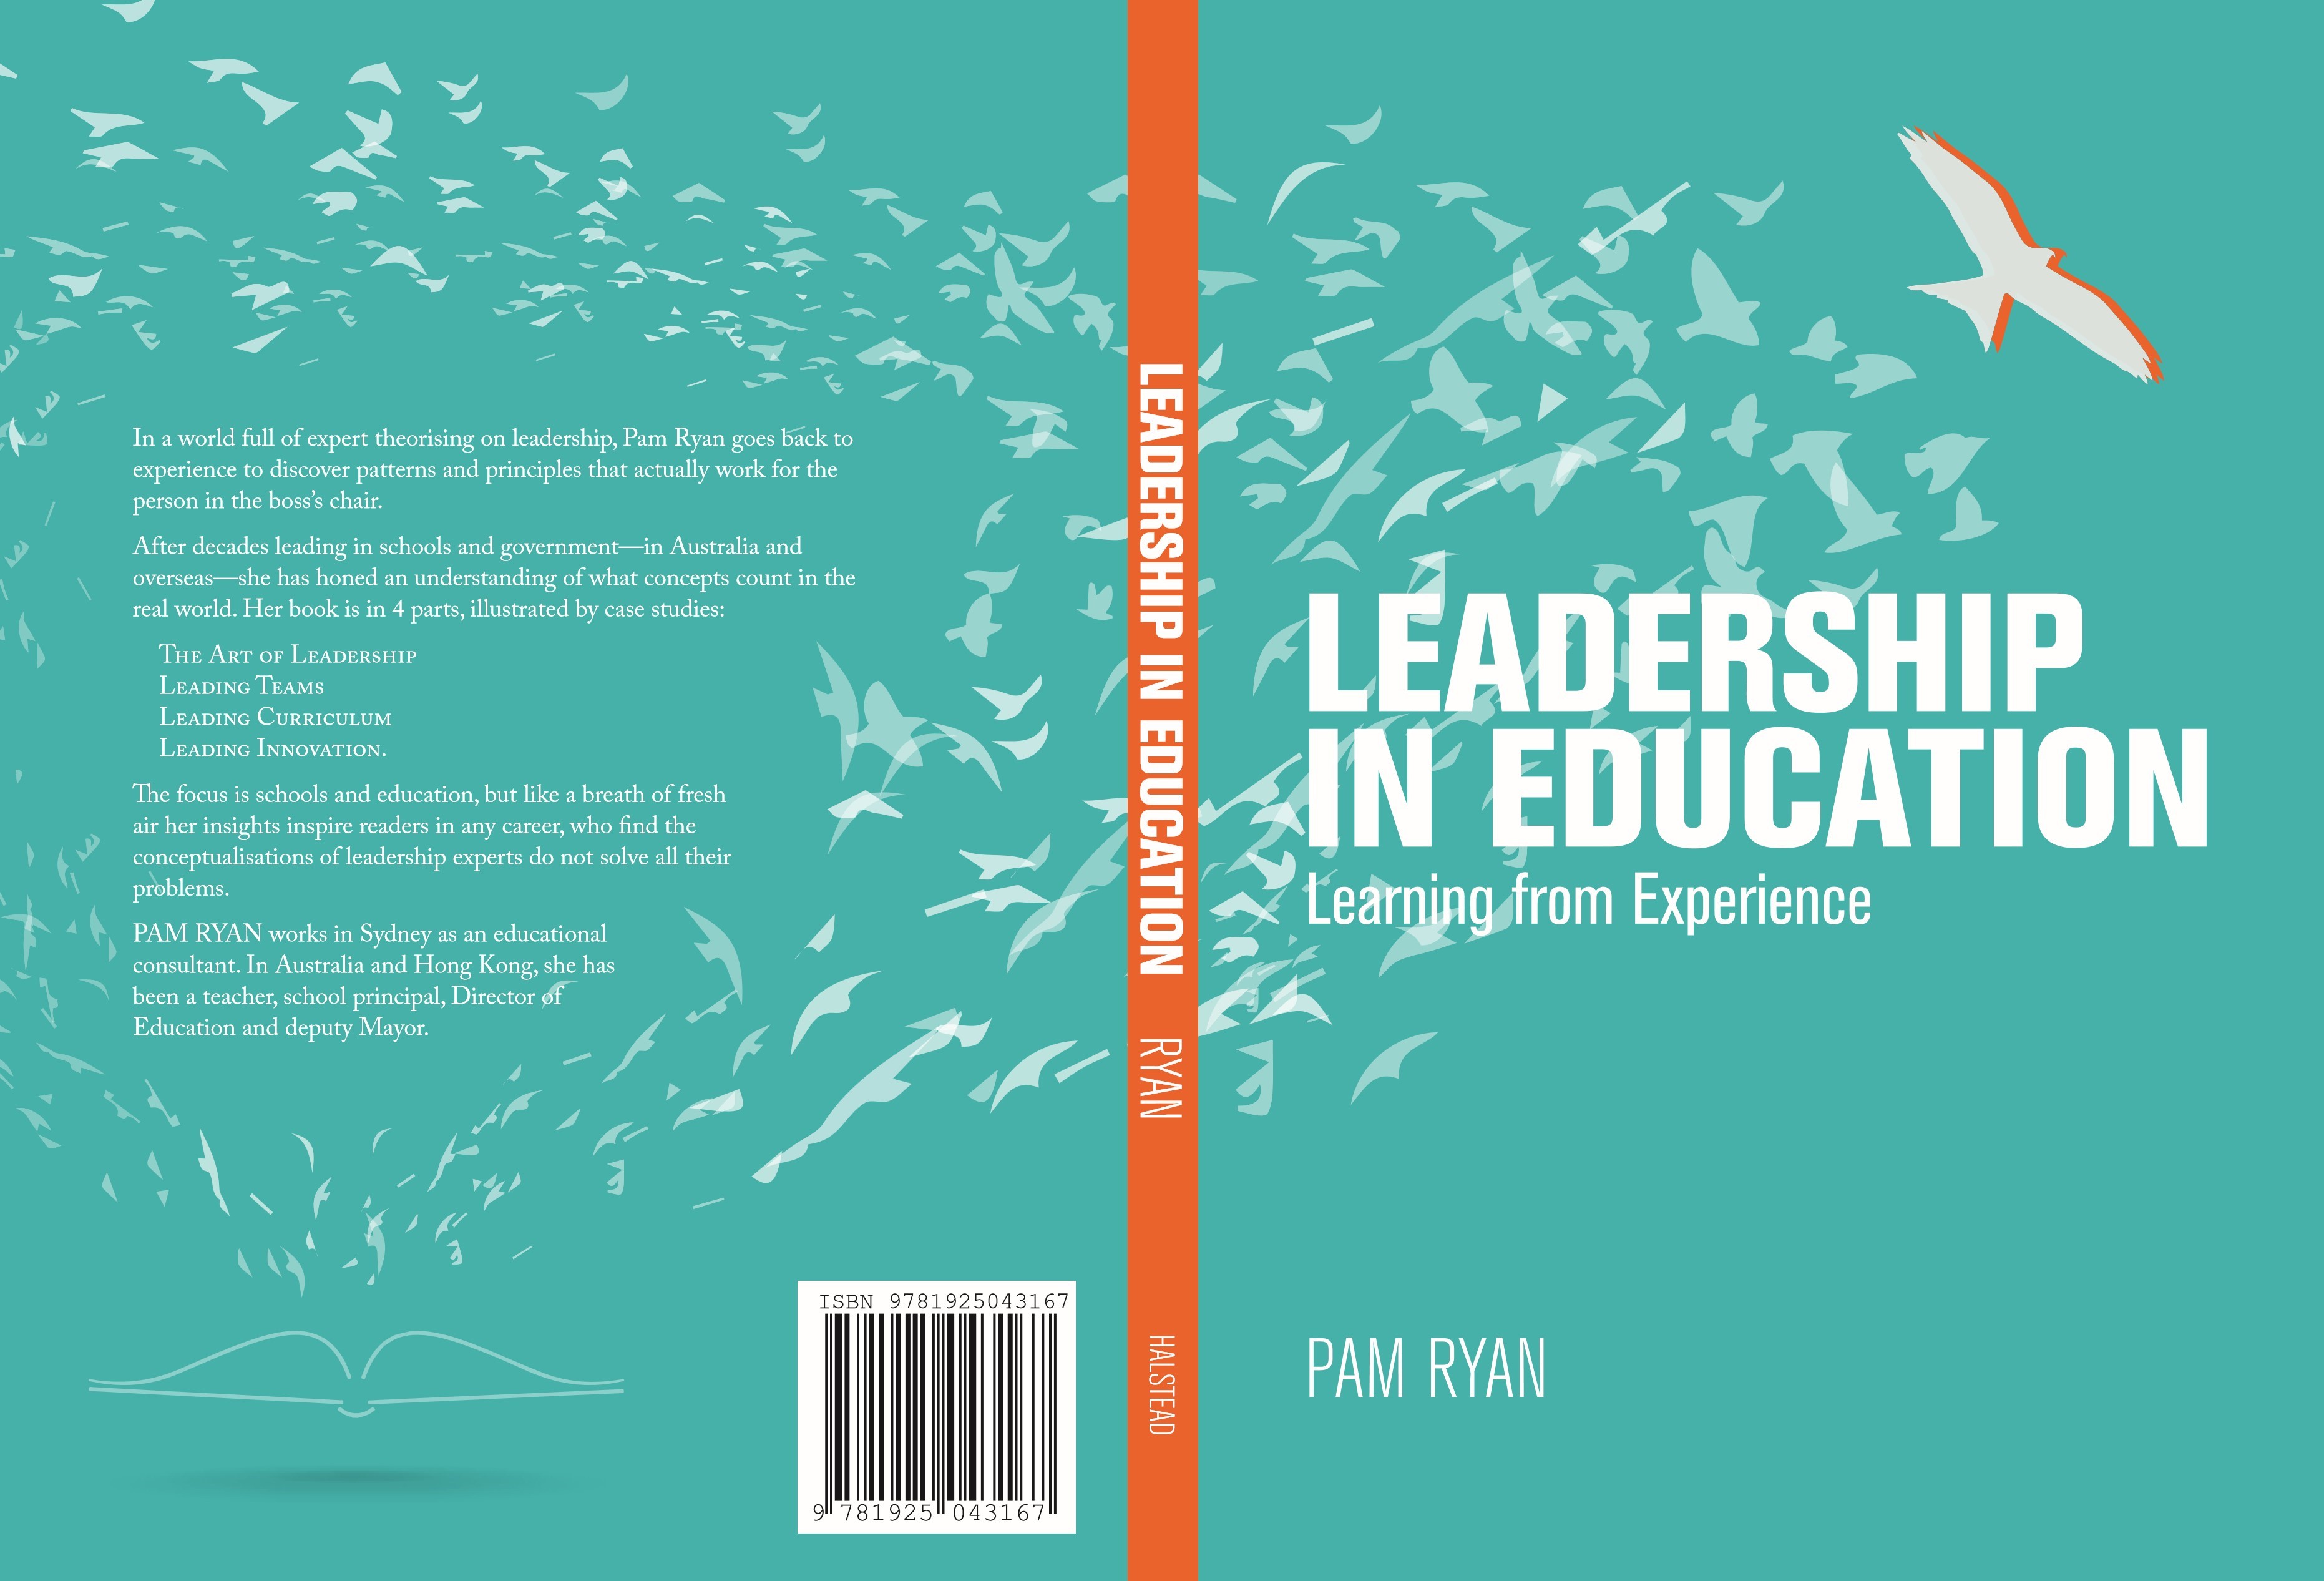 In a world full of expert theorising on leadership, Pam Ryan goes back to
experience to discover patterns and principles that actually work for the
person in the boss’s chair.
After decades leading in schools and government—in Australia and
overseas—she has honed an understanding of what concepts count in the
real world. Her book is in 4 parts, illustrated by case studies:
The Art of Leadership
Leading Teams
Leading Curriculum
Leading Innovation.
The focus is schools and education, but like a breath of fresh
air her insights inspire readers in any career, who find the
conceptualisations of leadership experts do not solve all their
problems.
PAM RYAN works in Sydney as an educational
consultant. In Australia and Hong Kong, she has
been a teacher, school principal, Director of
Education and deputy Mayor.
ISBN 9781925043167
9 781925 043167
LEADERSHIP IN EDUCATION RYAN HALSTEAD
LEADERSHIP
IN EDUCATION
Learning from Experience
PAM RYAN